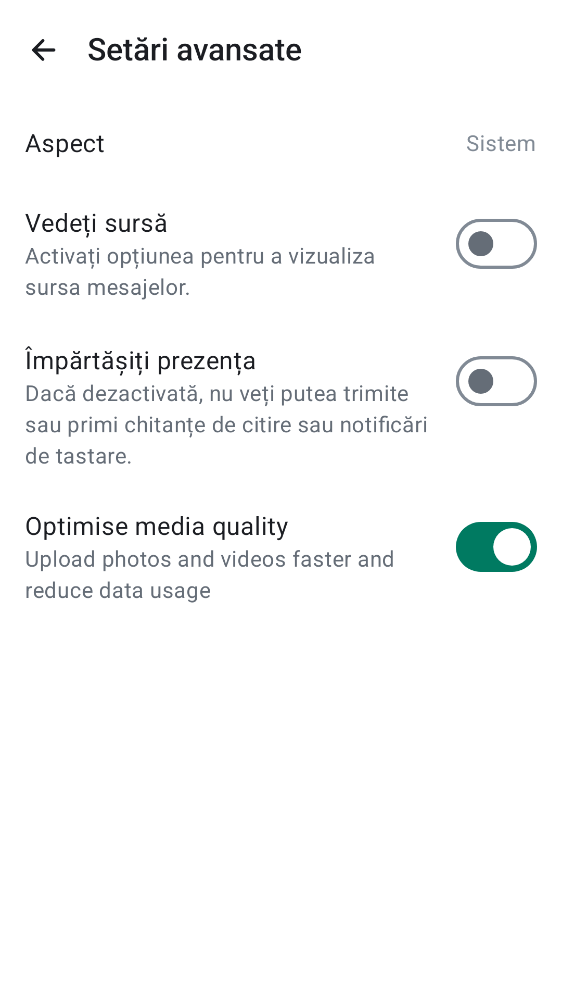 Setări avansate
Aspect
Sistem
Vedeți sursă
Activați opțiunea pentru a vizualiza
sursa mesajelor.
Împărtășiți prezența
Dacă dezactivată, nu veți putea trimite
sau primi chitanțe de citire sau notificări
de tastare.
Optimise media quality
Upload photos and videos faster and
reduce data usage